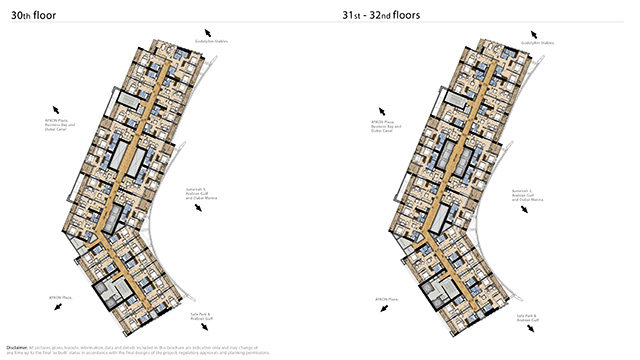 30th floor
31st - 32nd floors
Godolphin Stables
Godolphin Stables
AYKON Plaza,
Business Bay and
Dubai Canal
AYKON Plaza,
Business Bay and
Dubai Canal
Jumeirah 3,
Arabian Gulf
and Dubai Marina
Jumeirah 3,
Arabian Gulf
and Dubai Marina
AYKON Plaza
AYKON Plaza
Safa Park &
Arabian Gulf
Safa Park &
Arabian Gulf
Disclaimer: All pictures, plans, layouts, information, data and details included in this brochure are indicative only and may change at
any time up to the final 'as built' status in accordance with the final designs of the project, regulatory approvals and planning permissions.